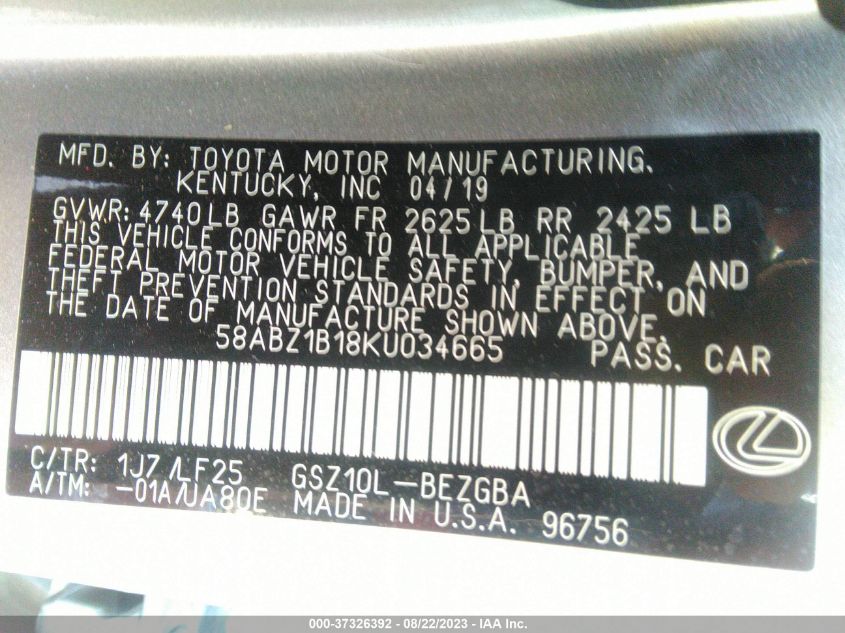 MFD. BY: TOYOTA MOTOR MANUFACTURING.
KENTUCKY, INC 04/19
GVWR: 4740LB GAWR FR 2625LB RR 2425 LB
THIS VEHICLE CONFORMS TO ALL APPLICABLE
FEDERAL MOTOR VEHICLE SAFETY, BUMPER, AND
THEFT PREVENTION STANDARDS IN EFFECT ON
THE DATE OF MANUFACTURE SHOWN ABOVE.
58ABZ1B18KU034665 PASS. CAR
C/TR: 1J7/LF25 GSZ10L-BEZGBA
A/TM: -01A/UA80E MADE IN U.S.A. 96756
000-37326392 - 08/22/2023 - IAA Inc.